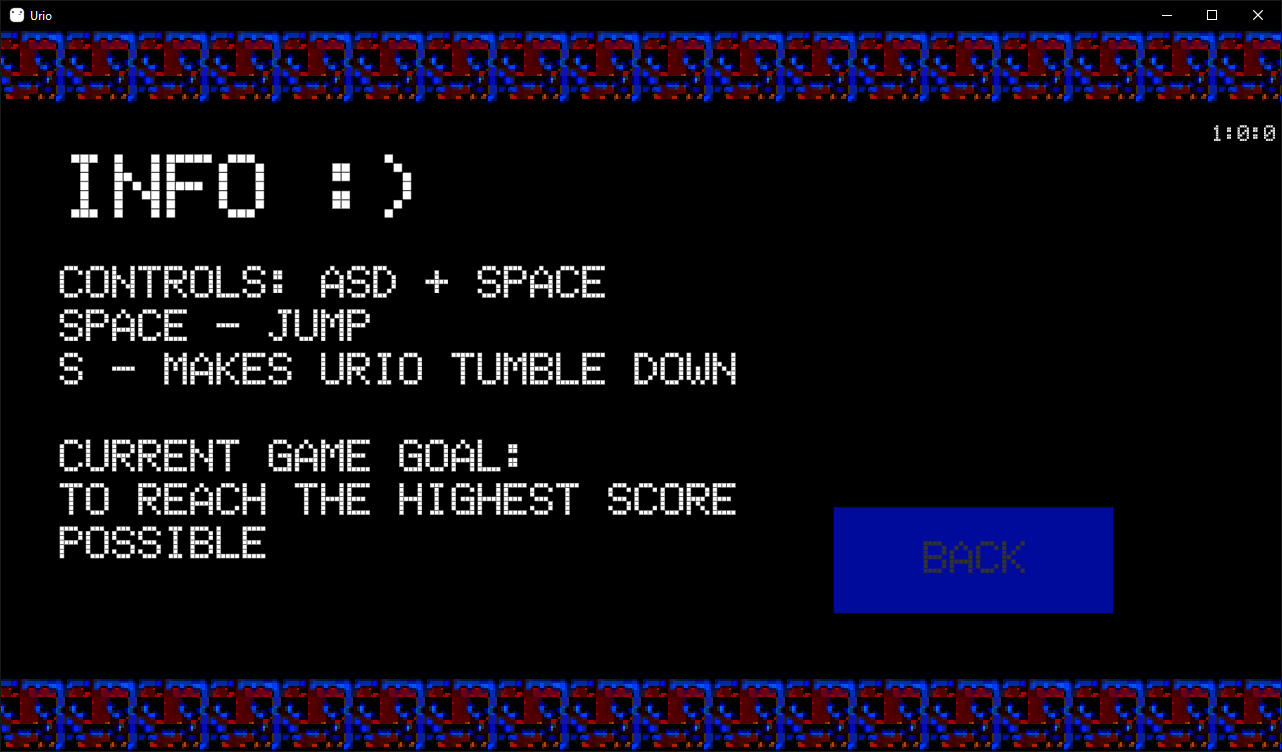 Urio
1:0:0
INFO :)
CONTROLS: ASD + SPACE
SPACE - JUMP
S - MAKES URIO TUMBLE DOWN
CURRENT GAME GOAL:
TO REACH THE HIGHEST SCORE
POSSIBLE
BACK